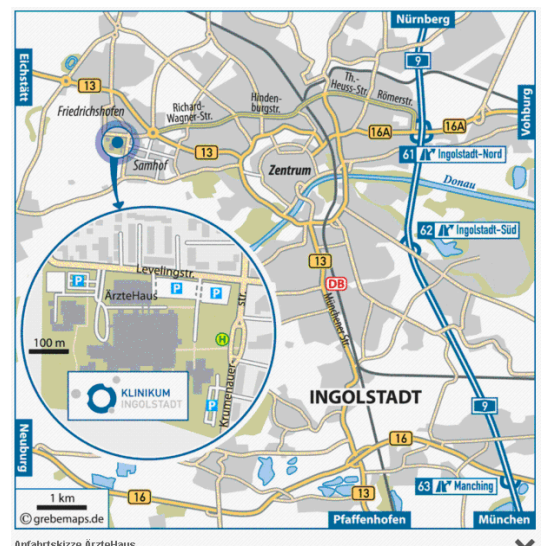 Nürnberg
9
Eichstätt
13
Th.-
Heuss-Str.
Römerstr.
Vohburg
Friedrichshofen
Richard-
Wagner-Str.
Hinden-
burgstr.
16A
16A
61 Ingolstadt-Nord
13
Samhof
Zentrum
Donau
62 Ingolstadt-Süd
Levelingstr.
13
P
P
P
ÄrzteHaus
DB
str.
Münchener Str.
100 m
H
KLINIKUM
INGOLSTADT
P
Krumenauer-
INGOLSTADT
9
Neuburg
16
63 Manching
1 km
16
13
© grebemaps.de
Pfaffenhofen
München
Anfahrtskizze ÄrzteHaus